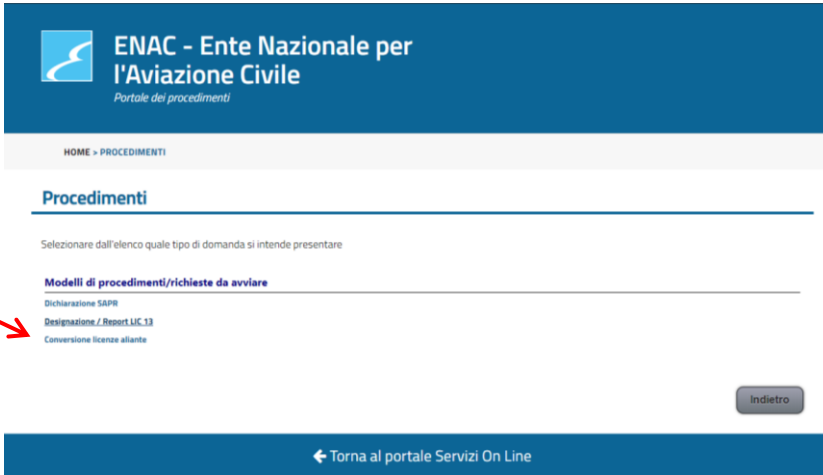 ENAC - Ente Nazionale per
l'Aviazione Civile
Portale dei procedimenti
HOME > PROCEDIMENTI
Procedimenti
Selezionare dall'elenco quale tipo di domanda si intende presentare
Modelli di procedimenti/richieste da avviare
Dichiarazione SAPR
Designazione / Report LIC 13
Conversione licenze aliante
Indietro
Torna al portale Servizi On Line